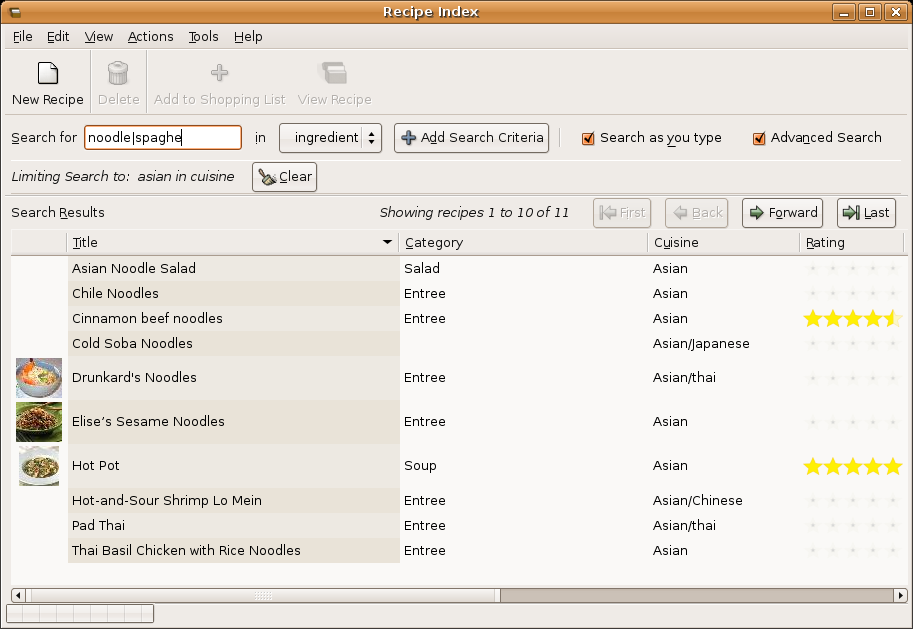 Recipe Index
File Edit View Actions Tools Help
New Recipe Delete Add to Shopping List View Recipe
Search for noodle|spaghe in ingredient Add Search Criteria Search as you type Advanced Search
Limiting Search to: asian in cuisine Clear
Search Results Showing recipes 1 to 10 of 11 First Back Forward Last
Title Category Cuisine Rating
Asian Noodle Salad Salad Asian
Chile Noodles Entree Asian
Cinnamon beef noodles Entree Asian
Cold Soba Noodles Asian/Japanese
Drunkard's Noodles Entree Asian/thai
Elise’s Sesame Noodles Entree Asian
Hot Pot Soup Asian
Hot-and-Sour Shrimp Lo Mein Entree Asian/Chinese
Pad Thai Entree Asian/thai
Thai Basil Chicken with Rice Noodles Entree Asian